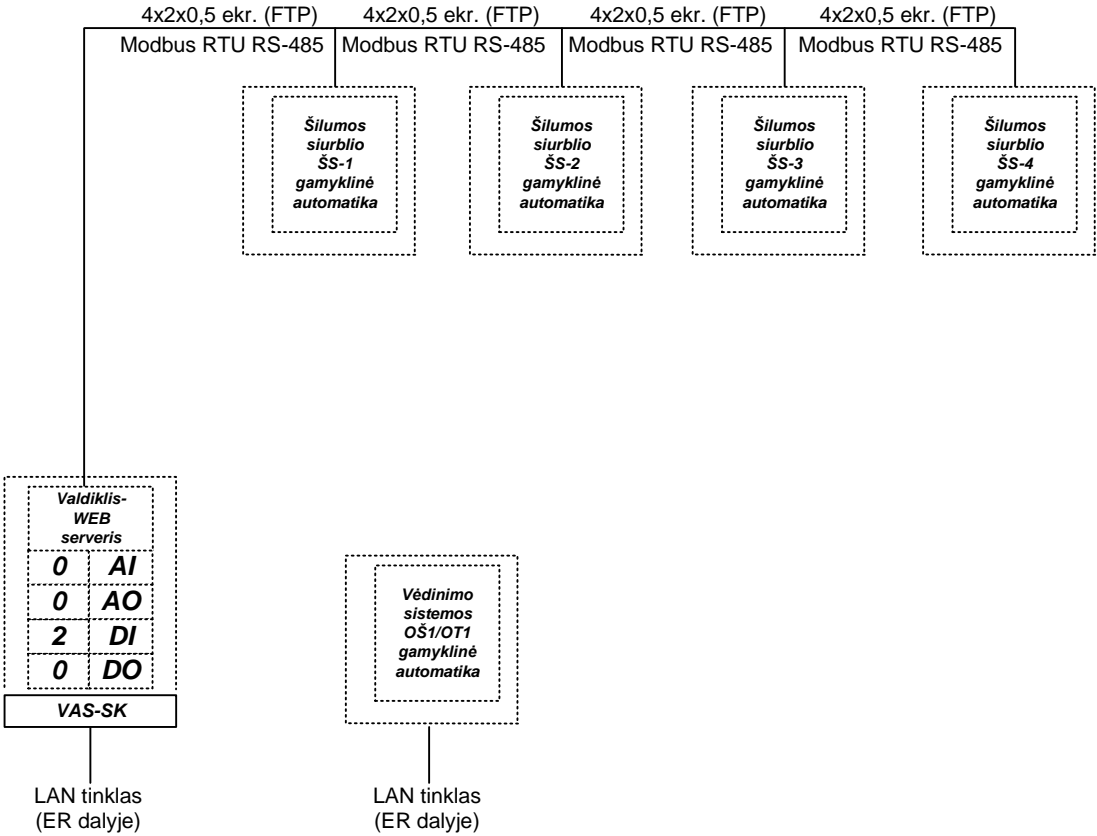 4x2x0,5 ekr. (FTP) 4x2x0,5 ekr. (FTP) 4x2x0,5 ekr. (FTP) 4x2x0,5 ekr. (FTP)
Modbus RTU RS-485 Modbus RTU RS-485 Modbus RTU RS-485 Modbus RTU RS-485
Šilumos
siurblio
ŠS-1
gamyklinė
automatika
Šilumos
siurblio
ŠS-2
gamyklinė
automatika
Šilumos
siurblio
ŠS-3
gamyklinė
automatika
Šilumos
siurblio
ŠS-4
gamyklinė
automatika
Valdiklis-
WEB
serveris
0 AI
0 AO
2 DI
0 DO
VAS-SK
LAN tinklas
(ER dalyje)
Vėdinimo
sistemos
OŠ1/OT1
gamyklinė
automatika
LAN tinklas
(ER dalyje)